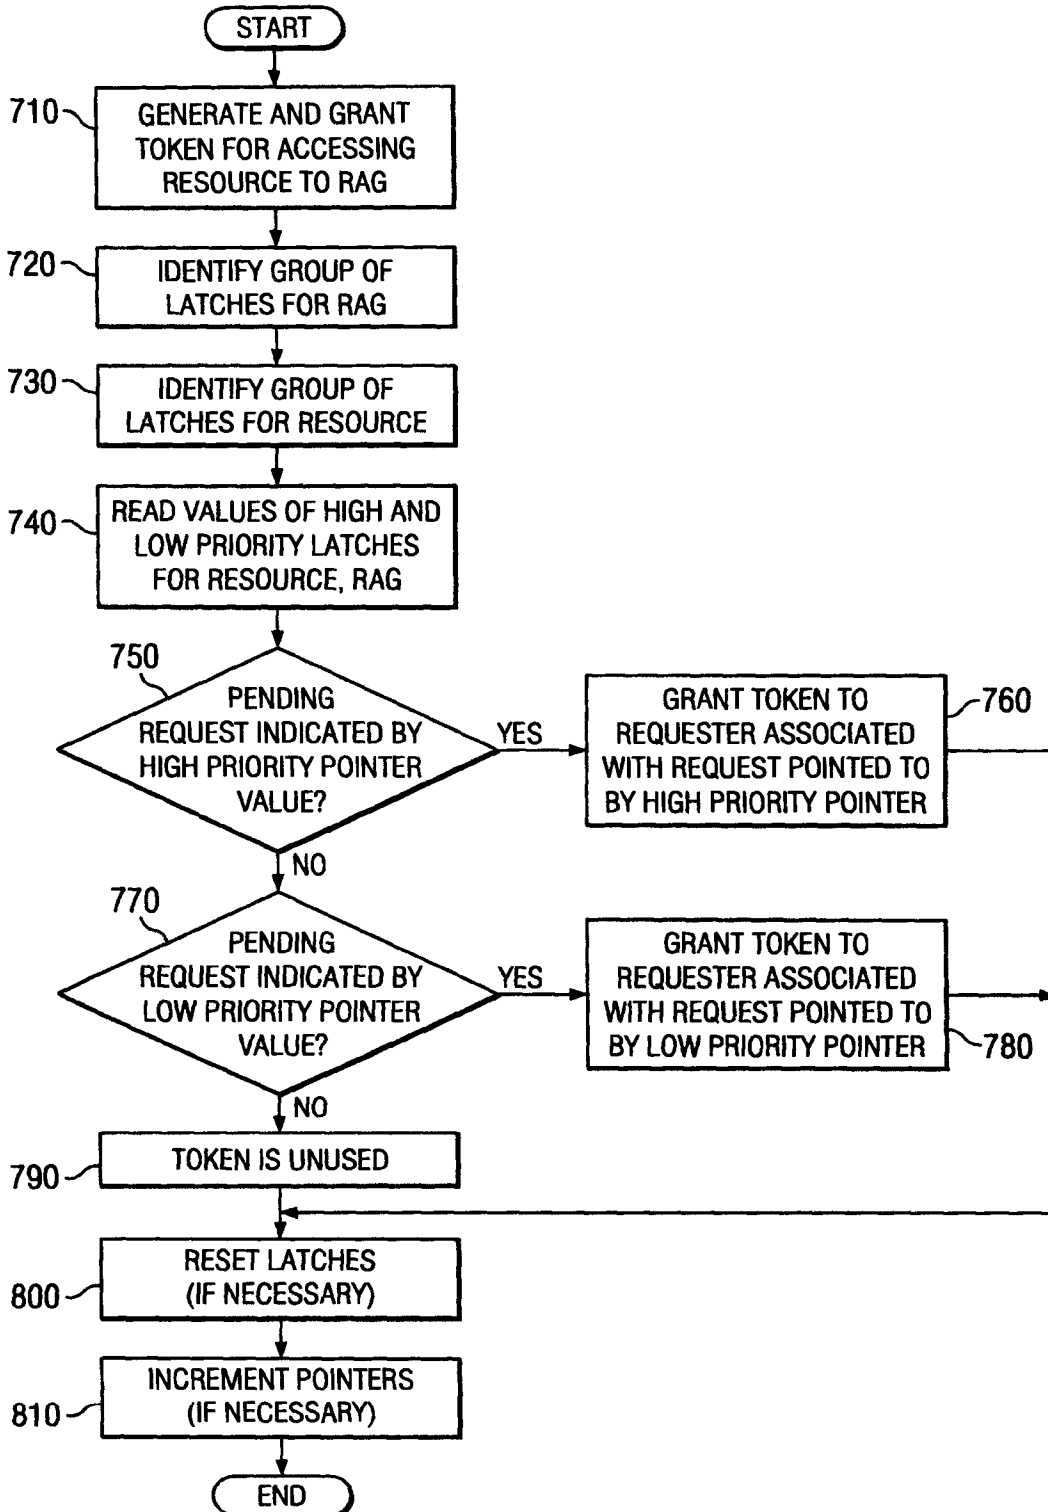 START
710
GENERATE AND GRANT
TOKEN FOR ACCESSING
RESOURCE TO RAG
720
IDENTIFY GROUP OF
LATCHES FOR RAG
730
IDENTIFY GROUP OF
LATCHES FOR RESOURCE
740
READ VALUES OF HIGH AND
LOW PRIORITY LATCHES
FOR RESOURCE, RAG
750
PENDING
REQUEST INDICATED BY
HIGH PRIORITY POINTER
VALUE?
YES
GRANT TOKEN TO
REQUESTER ASSOCIATED
WITH REQUEST POINTED TO
BY HIGH PRIORITY POINTER
760
NO
770
PENDING
REQUEST INDICATED BY
LOW PRIORITY POINTER
VALUE?
YES
GRANT TOKEN TO
REQUESTER ASSOCIATED
WITH REQUEST POINTED TO
BY LOW PRIORITY POINTER
780
NO
TOKEN IS UNUSED
790
RESET LATCHES
(IF NECESSARY)
800
INCREMENT POINTERS
(IF NECESSARY)
810
END